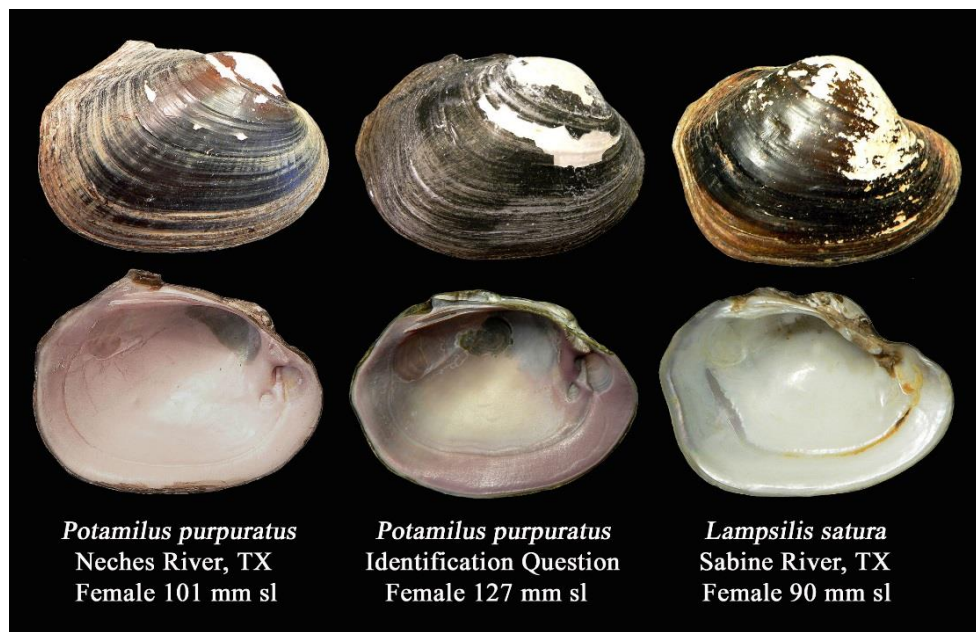 Potamilus purpuratus
Neches River, TX
Female 101 mm sl
Potamilus purpuratus
Identification Question
Female 127 mm sl
Lampsilis satura
Sabine River, TX
Female 90 mm sl